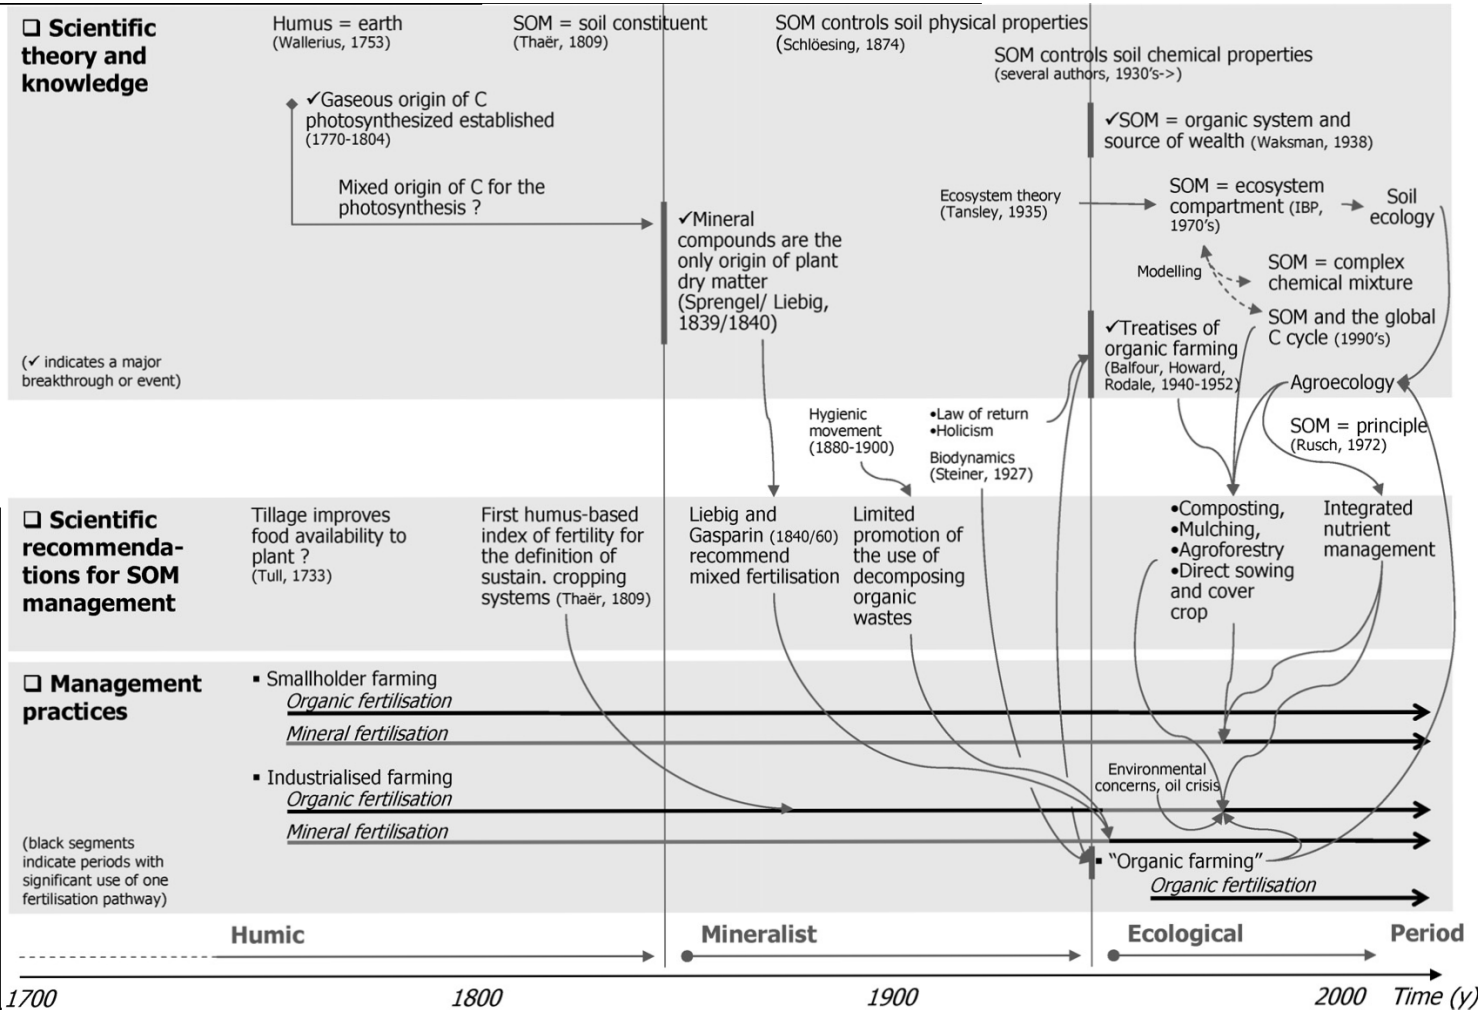 ❑ Scientific
theory and
knowledge
Humus = earth
(Wallerius, 1753)
SOM = soil constituent
(Thaër, 1809)
SOM controls soil physical properties
(Schlöesing, 1874)
SOM controls soil chemical properties
(several authors, 1930's->)
✓Gaseous origin of C
photosynthesized established
(1770-1804)
✓SOM = organic system and
source of wealth (Waksman, 1938)
Mixed origin of C for the
photosynthesis ?
Ecosystem theory
(Tansley, 1935)
SOM = ecosystem
compartment (IBP,
1970's)
Soil
ecology
✓Mineral
compounds are the
only origin of plant
dry matter
(Sprengel/ Liebig,
1839/1840)
Modelling
SOM = complex
chemical mixture
SOM and the global
C cycle (1990's)
✓Treatises of
organic farming
(Balfour, Howard,
Rodale, 1940-1952)
(✓ indicates a major
breakthrough or event)
Agroecology
Hygienic
movement
(1880-1900)
•Law of return
•Holicism
Biodynamics
(Steiner, 1927)
SOM = principle
(Rusch, 1972)
❑ Scientific
recommenda-
tions for SOM
management
Tillage improves
food availability to
plant ?
(Tull, 1733)
First humus-based
index of fertility for
the definition of
sustain. cropping
systems (Thaër, 1809)
Liebig and
Gasparin (1840/60)
recommend
mixed fertilisation
Limited
promotion of
the use of
decomposing
organic
wastes
•Composting,
•Mulching,
•Agroforestry
•Direct sowing
and cover
crop
Integrated
nutrient
management
❑ Management
practices
▪ Smallholder farming
Organic fertilisation
Mineral fertilisation
▪ Industrialised farming
Organic fertilisation
Mineral fertilisation
Environmental
concerns, oil crisis
(black segments
indicate periods with
significant use of one
fertilisation pathway)
▪ “Organic farming”
Organic fertilisation
Humic
Mineralist
Ecological
Period
1700
1800
1900
2000
Time (y)